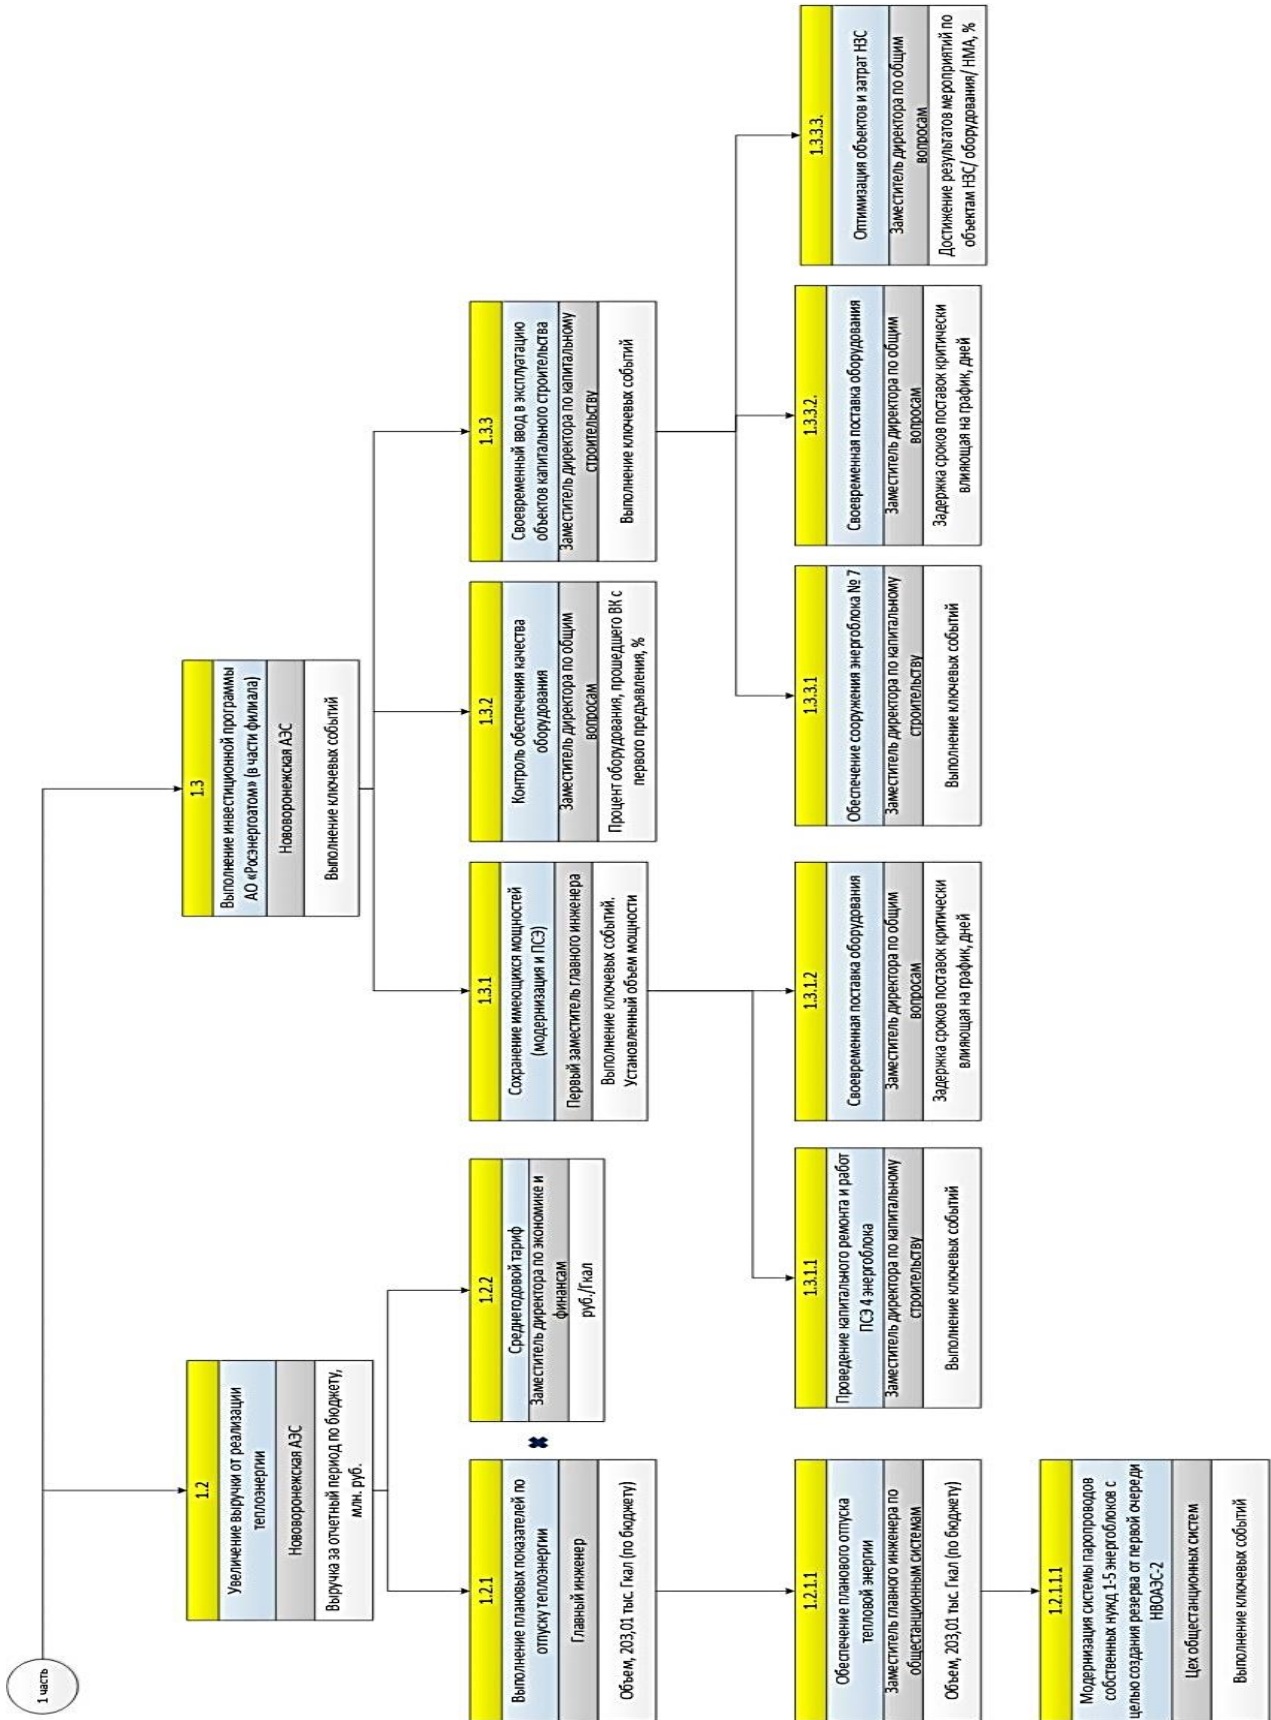 1 часть
1.2
Увеличение выручки от реализации
теплоэнергии
Нововоронежская АЭС
Выручка за отчетный период по бюджету,
млн. руб.
1.3
Выполнение инвестиционной программы
АО «Росэнергоатом» (в части филиала)
Нововоронежская АЭС
Выполнение ключевых событий
1.2.1
Выполнение плановых показателей по
отпуску теплоэнергии
Главный инженер
Объем, 203,01 тыс. Гкал (по бюджету)
1.2.2
Среднегодовой тариф
Заместитель директора по экономике и
финансам
руб./Гкал
1.3.1
Сохранение имеющихся мощностей
(модернизация и ПСЭ)
Первый заместитель главного инженера
Выполнение ключевых событий.
Установленный объем мощности
1.3.2
Контроль обеспечения качества
оборудования
Заместитель директора по общим
вопросам
Процент оборудования, прошедшего ВК с
первого предъявления, %
1.3.3
Своевременный ввод в эксплуатацию
объектов капитального строительства
Заместитель директора по капитальному
строительству
Выполнение ключевых событий
1.2.1.1
Обеспечение планового отпуска
тепловой энергии
Заместитель главного инженера по
общестанционным системам
Объем, 203,01 тыс. Гкал (по бюджету)
1.3.1.1
Проведение капитального ремонта и работ
ПСЭ 4 энергоблока
Заместитель директора по капитальному
строительству
Выполнение ключевых событий
1.3.1.2
Своевременная поставка оборудования
Заместитель директора по общим
вопросам
Задержка сроков поставок критически
влияющая на график, дней
1.3.3.1
Обеспечение сооружения энергоблока № 7
Заместитель директора по капитальному
строительству
Выполнение ключевых событий
1.3.3.2.
Своевременная поставка оборудования
Заместитель директора по общим
вопросам
Задержка сроков поставок критически
влияющая на график, дней
1.3.3.3.
Оптимизация объектов и затрат НЗС
Заместитель директора по общим
вопросам
Достижение результатов мероприятий по
объектам НЗС/ оборудования/ НМА, %
1.2.1.1.1
Модернизация системы паропроводов
собственных нужд 1-5 энергоблоков с
целью создания резерва от первой очереди
НВОАЭС-2
Цех общестанционных систем
Выполнение ключевых событий